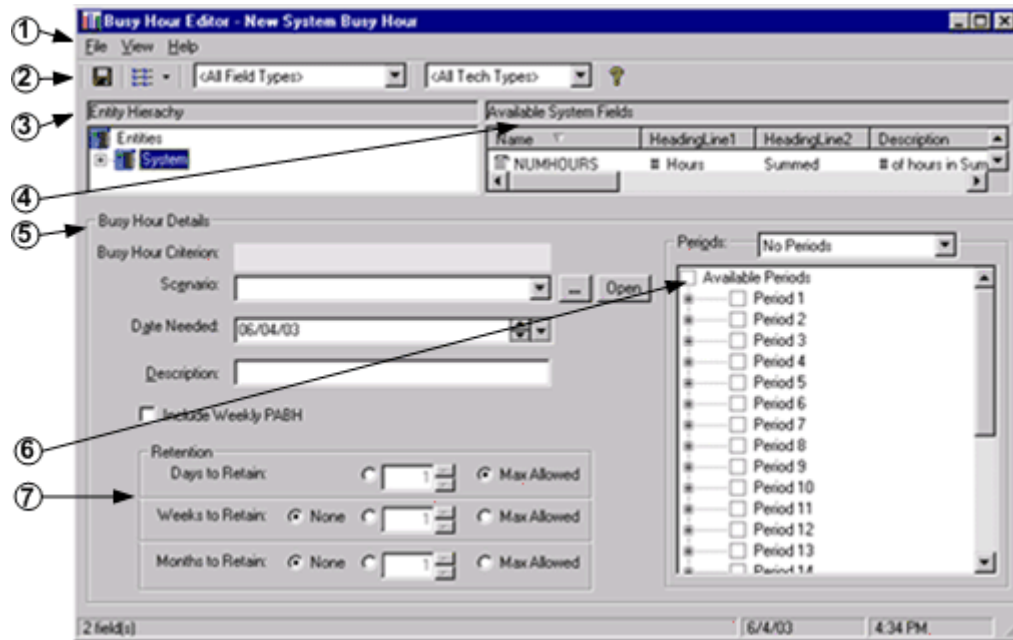 Busy Hour Editor - New System Busy Hour
1
File View Help
2
<All Field Types> <All Tech Types>
3
Entity Hierachy
Available System Fields
Entities
System
Name HeadingLine1 HeadingLine2 Description
NUMHOURS # Hours Summed # of hours in Sum
4
5
Busy Hour Details
Busy Hour Criterion:
Scenario: ... Open
Date Needed: 06/04/03
Description:
Include Weekly PABH
Periods: No Periods
Available Periods
Period 1
Period 2
Period 3
Period 4
Period 5
Period 6
Period 7
Period 8
Period 9
Period 10
Period 11
Period 12
Period 13
Period 14
6
7
Retention
Days to Retain: 1 Max Allowed
Weeks to Retain: None 1 Max Allowed
Months to Retain: None 1 Max Allowed
2 field(s) 6/4/03 4:34 PM